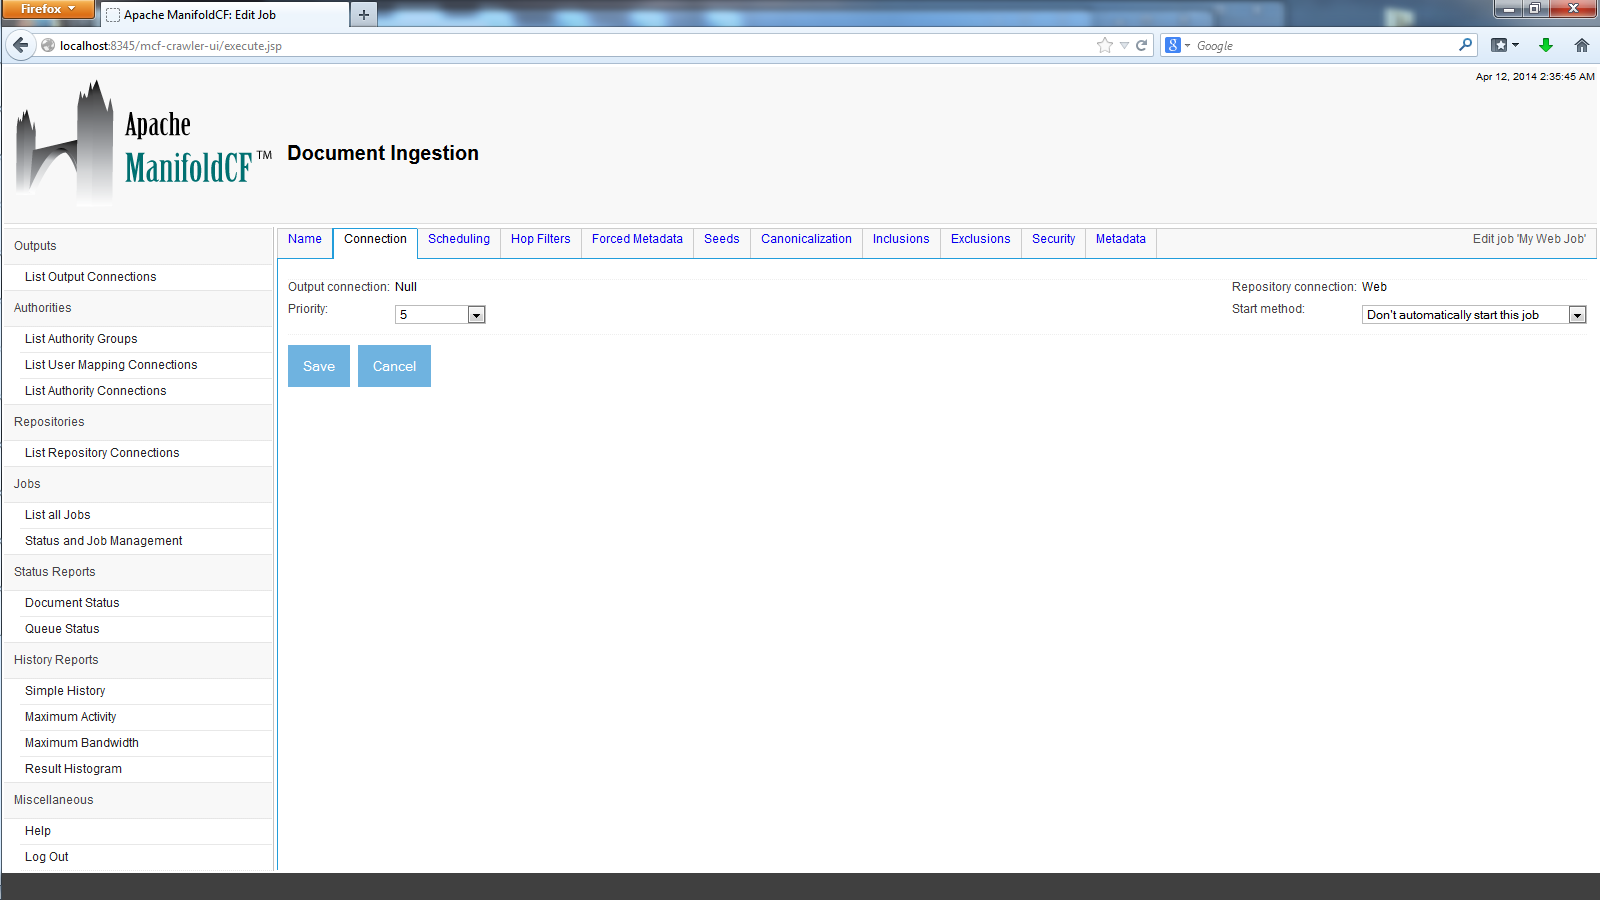 Firefox
Apache ManifoldCF: Edit Job
localhost:8345/mcf-crawler-ui/execute.jsp
Google
Apr 12, 2014 2:35:45 AM
Apache
ManifoldCF™
Document Ingestion
Outputs
List Output Connections
Authorities
List Authority Groups
List User Mapping Connections
List Authority Connections
Repositories
List Repository Connections
Jobs
List all Jobs
Status and Job Management
Status Reports
Document Status
Queue Status
History Reports
Simple History
Maximum Activity
Maximum Bandwidth
Result Histogram
Miscellaneous
Help
Log Out
Name Connection Scheduling Hop Filters Forced Metadata Seeds Canonicalization Inclusions Exclusions Security Metadata Edit job 'My Web Job'
Output connection: Null Repository connection: Web
Priority: 5 Start method: Don't automatically start this job
Save Cancel